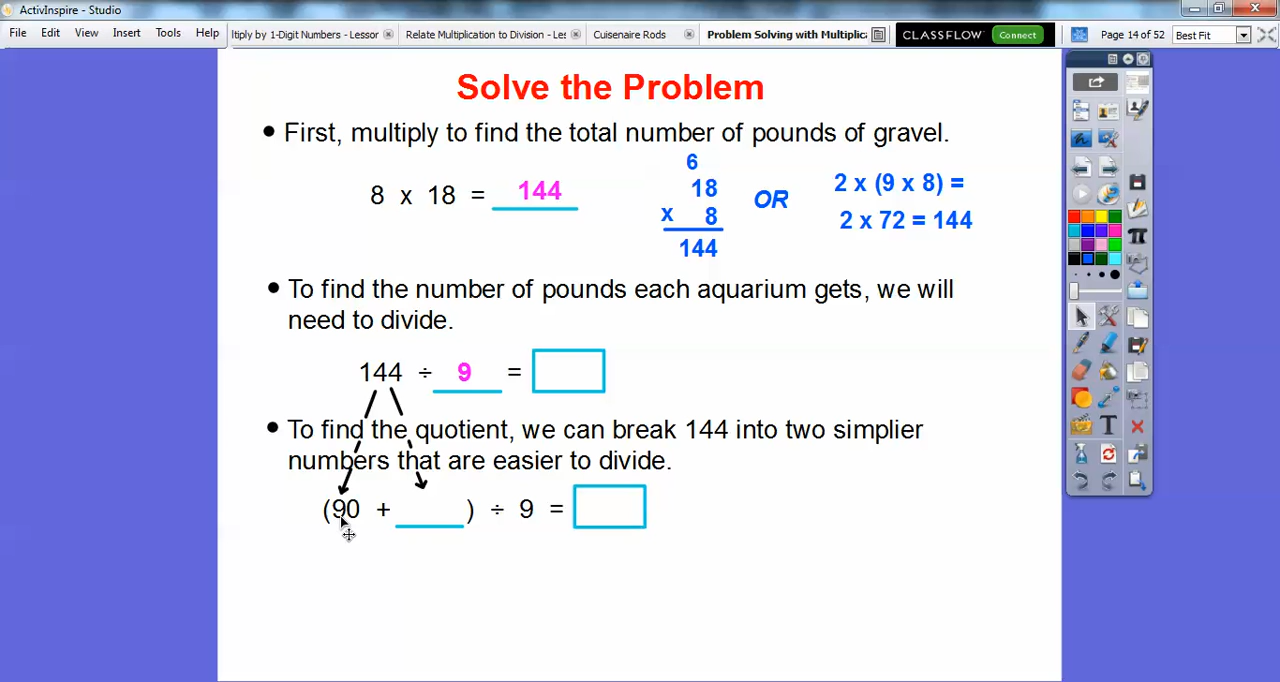 ActivInspire - Studio
File Edit View Insert Tools Help ltiply by 1-Digit Numbers - Lessor Relate Multiplication to Division - Les Cuisenaire Rods Problem Solving with Multiplica CLASSFLOW Connect Page 14 of 52 Best Fit
Solve the Problem
• First, multiply to find the total number of pounds of gravel.
8 x 18 = 144
6
18
x 8
144
OR
2 x (9 x 8) =
2 x 72 = 144
• To find the number of pounds each aquarium gets, we will
need to divide.
144 ÷ 9 =
• To find the quotient, we can break 144 into two simplier
numbers that are easier to divide.
(90 + ) ÷ 9 =